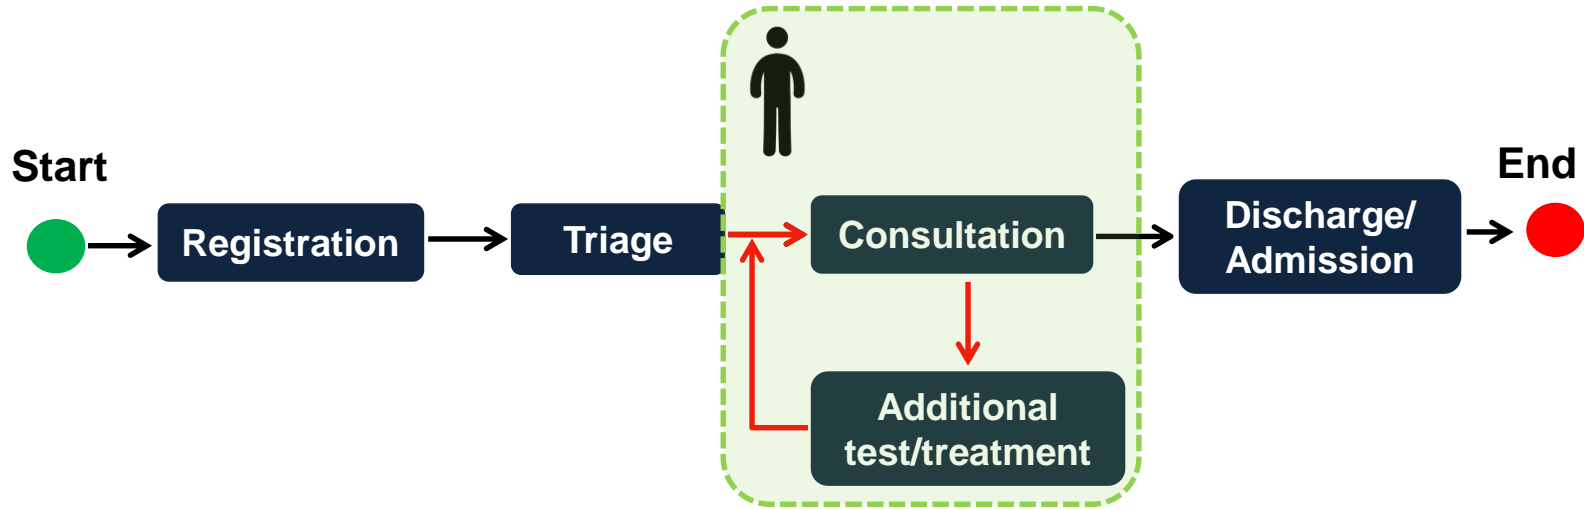 Start
Registration
Triage
Consultation
Additional
test/treatment
Discharge/
Admission
End